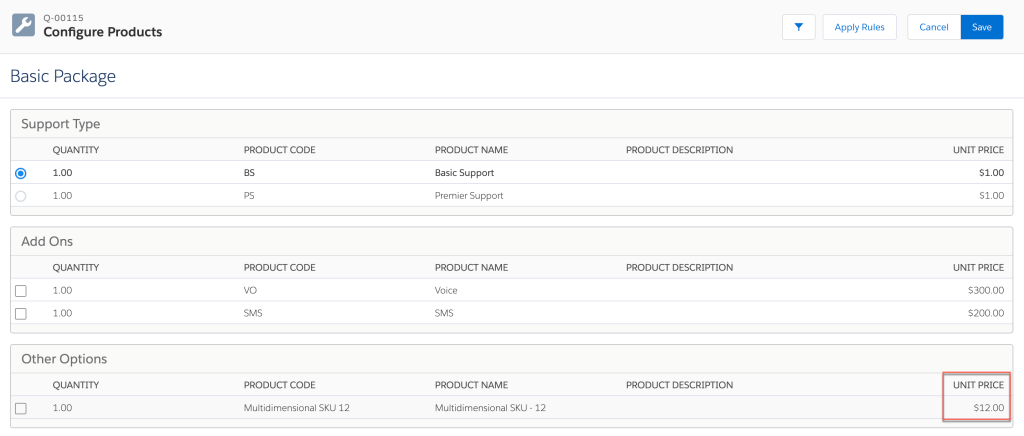 Q-00115
Configure Products
Apply Rules Cancel Save
Basic Package
Support Type
QUANTITY PRODUCT CODE PRODUCT NAME PRODUCT DESCRIPTION UNIT PRICE
1.00 BS Basic Support $1.00
1.00 PS Premier Support $1.00
Add Ons
QUANTITY PRODUCT CODE PRODUCT NAME PRODUCT DESCRIPTION UNIT PRICE
1.00 VO Voice $300.00
1.00 SMS SMS $200.00
Other Options
QUANTITY PRODUCT CODE PRODUCT NAME PRODUCT DESCRIPTION UNIT PRICE
1.00 Multidimensional SKU 12 Multidimensional SKU - 12 $12.00